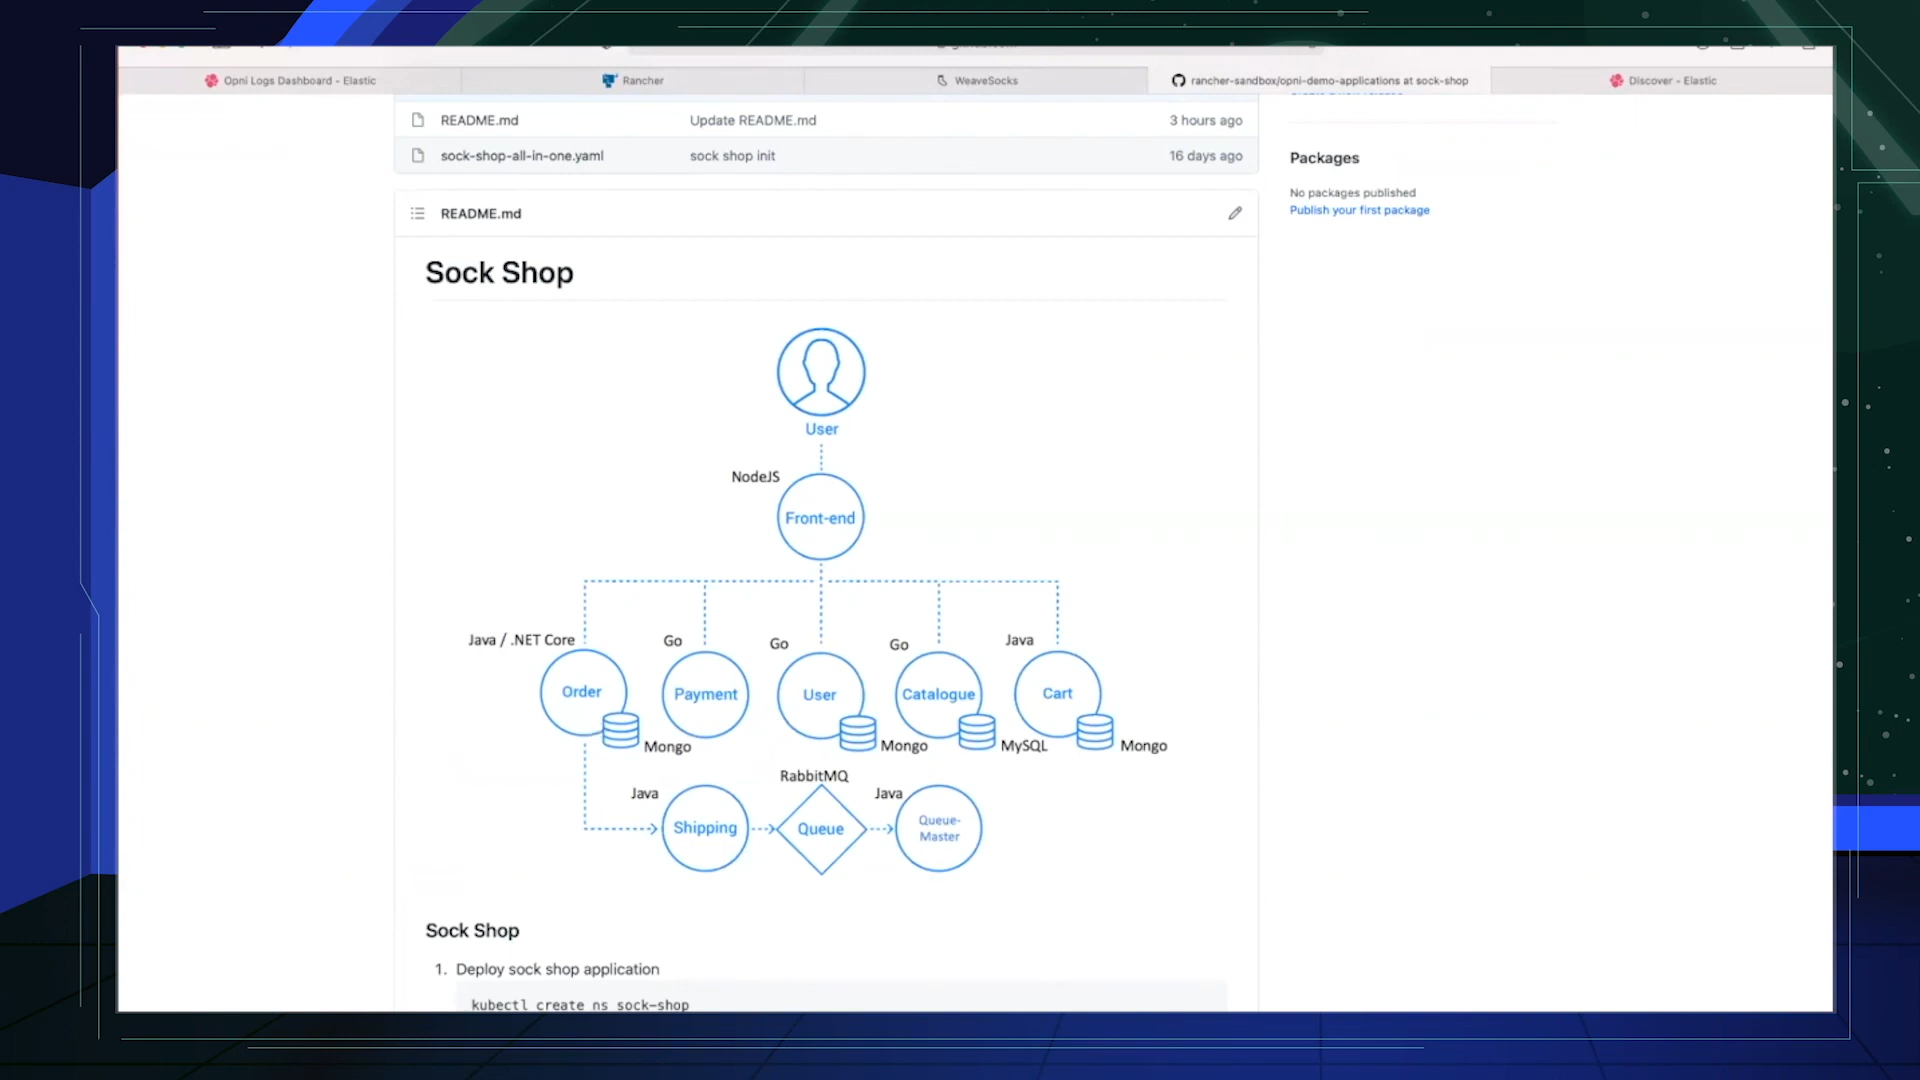 Opni Logs Dashboard - Elastic
Rancher
WeaveSocks
rancher-sandbox/opni-demo-applications at sock-shop
Discover - Elastic
README.md
Update README.md
3 hours ago
sock-shop-all-in-one.yaml
sock shop init
16 days ago
Packages
No packages published
Publish your first package
README.md
Sock Shop
User
NodeJS
Front-end
Java / .NET Core
Go
Go
Go
Java
Order
Payment
User
Catalogue
Cart
Mongo
Mongo
MySQL
Mongo
RabbitMQ
Java
Java
Shipping
Queue
Queue-
Master
Sock Shop
1. Deploy sock shop application
kubectl create ns sock-shop